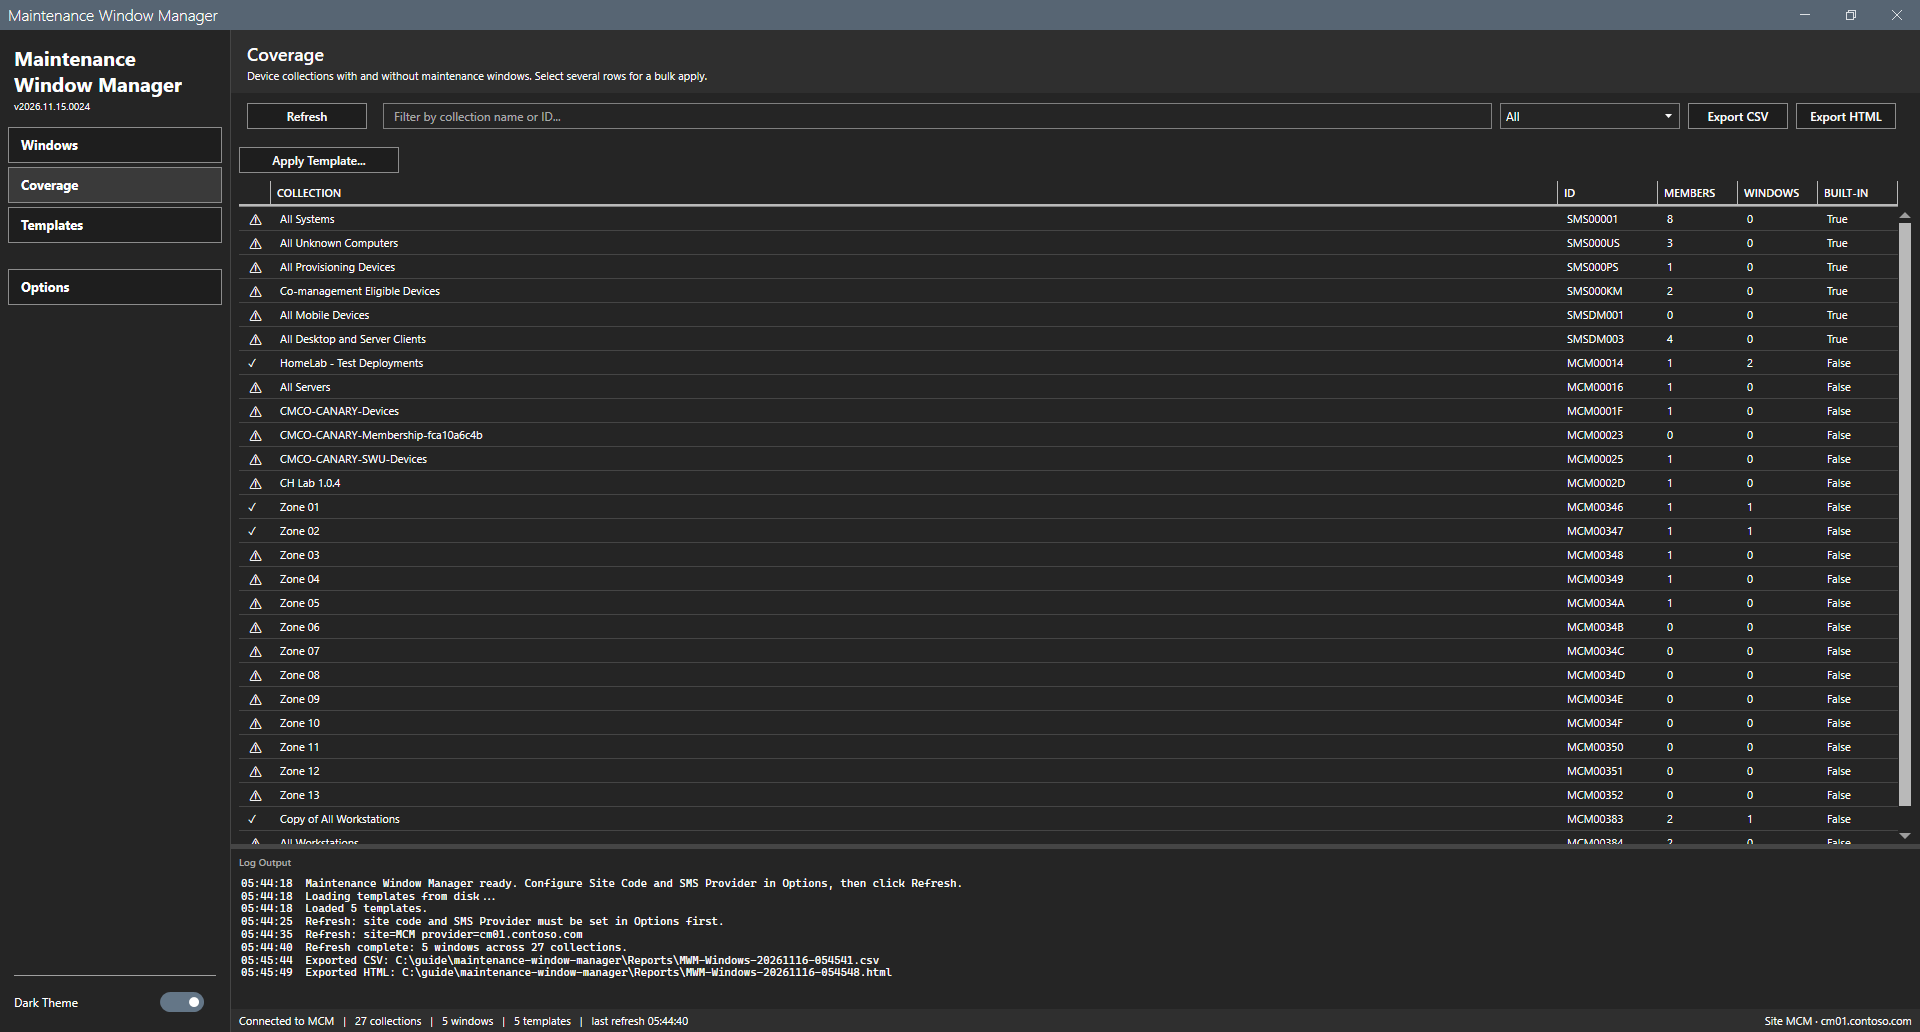 Maintenance Window Manager
Maintenance
Window Manager
v2026.11.15.0024
Windows
Coverage
Templates
Options
Dark Theme
Coverage
Device collections with and without maintenance windows. Select several rows for a bulk apply.
Refresh
Filter by collection name or ID...
All
Export CSV
Export HTML
Apply Template...
COLLECTION ID MEMBERS WINDOWS BUILT-IN
All Systems SMS00001 8 0 True
All Unknown Computers SMS000US 3 0 True
All Provisioning Devices SMS000PS 1 0 True
Co-management Eligible Devices SMS000KM 2 0 True
All Mobile Devices SMSDM001 0 0 True
All Desktop and Server Clients SMSDM003 4 0 True
HomeLab - Test Deployments MCM00014 1 2 False
All Servers MCM00016 1 0 False
CMCO-CANARY-Devices MCM0001F 1 0 False
CMCO-CANARY-Membership-fca10a6c4b MCM00023 0 0 False
CMCO-CANARY-SWU-Devices MCM00025 1 0 False
CH Lab 1.0.4 MCM0002D 1 0 False
Zone 01 MCM00346 1 1 False
Zone 02 MCM00347 1 1 False
Zone 03 MCM00348 1 0 False
Zone 04 MCM00349 1 0 False
Zone 05 MCM0034A 1 0 False
Zone 06 MCM0034B 0 0 False
Zone 07 MCM0034C 0 0 False
Zone 08 MCM0034D 0 0 False
Zone 09 MCM0034E 0 0 False
Zone 10 MCM0034F 0 0 False
Zone 11 MCM00350 0 0 False
Zone 12 MCM00351 0 0 False
Zone 13 MCM00352 0 0 False
Copy of All Workstations MCM00383 2 1 False
All Workstations MCM00384 2 0 False
Log Output
05:44:18 Maintenance Window Manager ready. Configure Site Code and SMS Provider in Options, then click Refresh.
05:44:18 Loading templates from disk...
05:44:18 Loaded 5 templates.
05:44:25 Refresh: site code and SMS Provider must be set in Options first.
05:44:35 Refresh: site=MCM provider=cm01.contoso.com
05:44:40 Refresh complete: 5 windows across 27 collections.
05:45:44 Exported CSV: C:\guide\maintenance-window-manager\Reports\MWM-Windows-20261116-054541.csv
05:45:49 Exported HTML: C:\guide\maintenance-window-manager\Reports\MWM-Windows-20261116-054548.html
Connected to MCM | 27 collections | 5 windows | 5 templates | last refresh 05:44:40
Site MCM · cm01.contoso.com